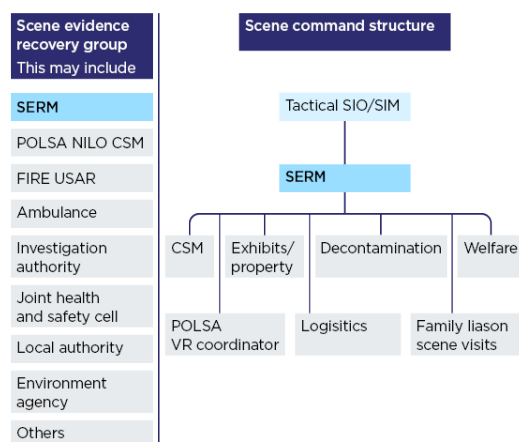 Scene evidence
recovery group
This may include
SERM
POLSA NILO CSM
FIRE USAR
Ambulance
Investigation
authority
Joint health
and safety cell
Local authority
Environment
agency
Others
Scene command structure
Tactical SIO/SIM
SERM
CSM
Exhibits/
property
Decontamination
Welfare
POLSA
VR coordinator
Logisitics
Family liason
scene visits